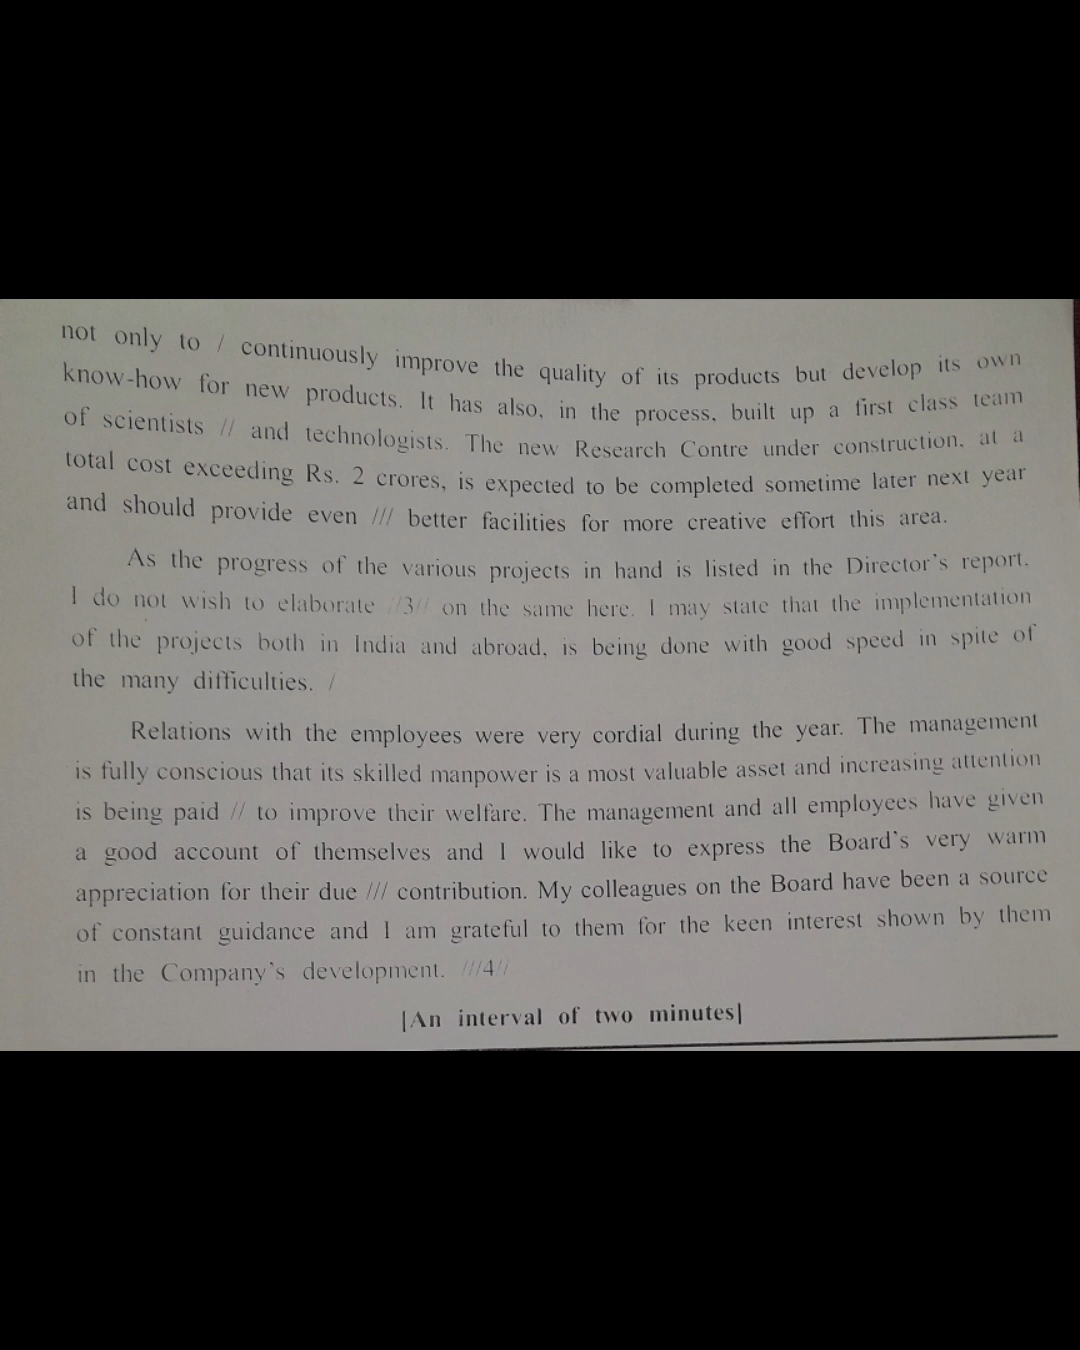 not only to / continuously improve the quality of its products but develop its own
know-how for new products. It has also, in the process, built up a first class team
of scientists // and technologists. The new Research Contre under construction, at a
total cost exceeding Rs. 2 crores, is expected to be completed sometime later next year
and should provide even /// better facilities for more creative effort this area.
As the progress of the various projects in hand is listed in the Director's report.
I do not wish to elaborate //3// on the same here. I may state that the implementation
of the projects both in India and abroad, is being done with good speed in spite of
the many difficulties. /
Relations with the employees were very cordial during the year. The management
is fully conscious that its skilled manpower is a most valuable asset and increasing attention
is being paid // to improve their welfare. The management and all employees have given
a good account of themselves and I would like to express the Board's very warm
appreciation for their due /// contribution. My colleagues on the Board have been a source
of constant guidance and I am grateful to them for the keen interest shown by them
in the Company's development. ///4//
|An interval of two minutes|